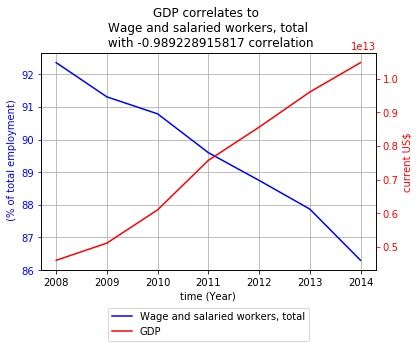 GDP correlates to
Wage and salaried workers, total
with -0.989228915817 correlation
1e13
92
91
90
89
88
87
86
(% of total employment)
1.0
0.9
0.8
0.7
0.6
0.5
current US$
2008 2009 2010 2011 2012 2013 2014
time (Year)
Wage and salaried workers, total
GDP